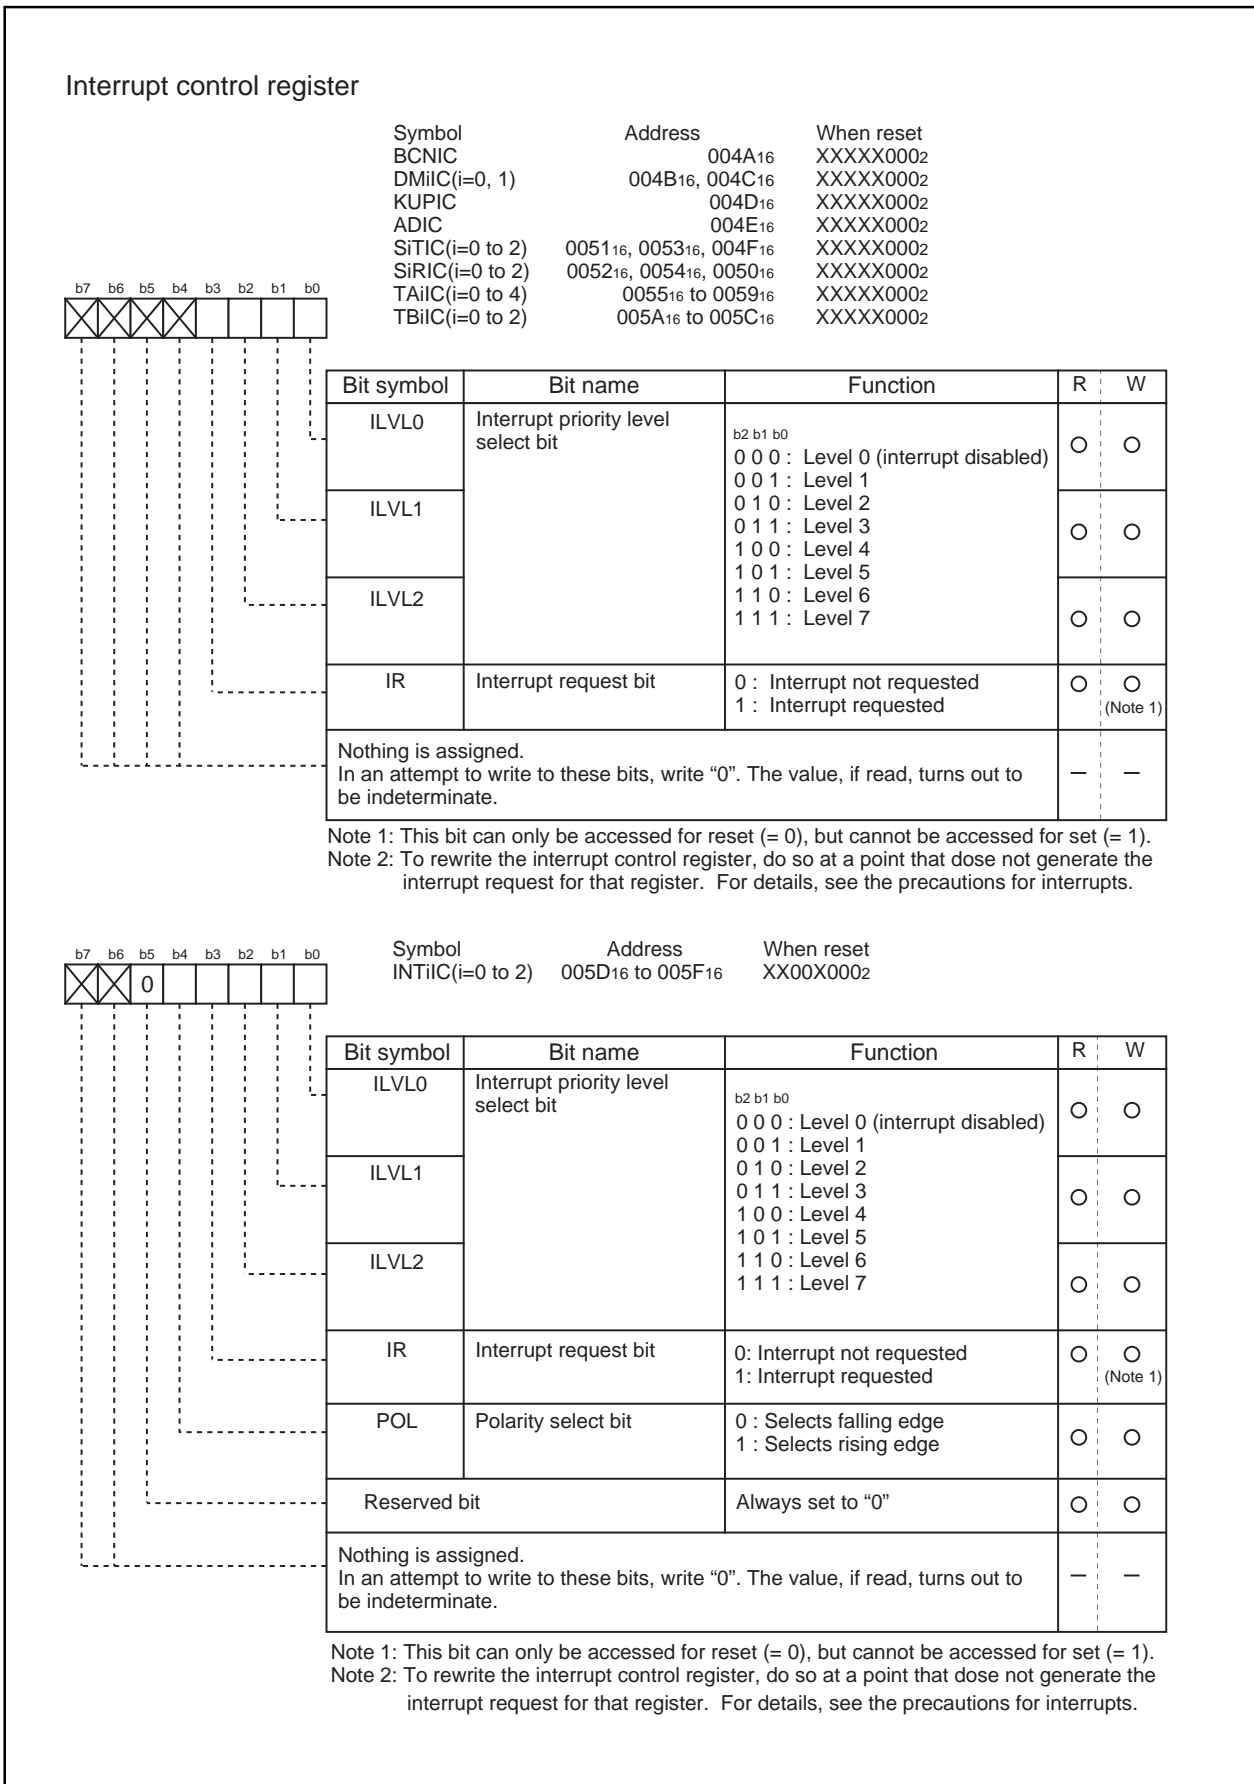 Interrupt control register
Symbol Address When reset
BCNIC 004A16 XXXXX0002
DMiIC(i=0, 1) 004B16, 004C16 XXXXX0002
KUPIC 004D16 XXXXX0002
ADIC 004E16 XXXXX0002
SiTIC(i=0 to 2) 005116, 005316, 004F16 XXXXX0002
SiRIC(i=0 to 2) 005216, 005416, 005016 XXXXX0002
TAiIC(i=0 to 4) 005516 to 005916 XXXXX0002
TBiIC(i=0 to 2) 005A16 to 005C16 XXXXX0002
b7 b6 b5 b4 b3 b2 b1 b0
Bit symbol Bit name Function R W
ILVL0 Interrupt priority level
select bit
b2 b1 b0
0 0 0 : Level 0 (interrupt disabled)
0 0 1 : Level 1
0 1 0 : Level 2
0 1 1 : Level 3
1 0 0 : Level 4
1 0 1 : Level 5
1 1 0 : Level 6
1 1 1 : Level 7
ILVL1
ILVL2
IR Interrupt request bit 0 : Interrupt not requested
1 : Interrupt requested
(Note 1)
Nothing is assigned.
In an attempt to write to these bits, write “0”. The value, if read, turns out to
be indeterminate.
Note 1: This bit can only be accessed for reset (= 0), but cannot be accessed for set (= 1).
Note 2: To rewrite the interrupt control register, do so at a point that dose not generate the
interrupt request for that register. For details, see the precautions for interrupts.
Symbol Address When reset
INTiIC(i=0 to 2) 005D16 to 005F16 XX00X0002
b7 b6 b5 b4 b3 b2 b1 b0
0
Bit symbol Bit name Function R W
ILVL0 Interrupt priority level
select bit
b2 b1 b0
0 0 0 : Level 0 (interrupt disabled)
0 0 1 : Level 1
0 1 0 : Level 2
0 1 1 : Level 3
1 0 0 : Level 4
1 0 1 : Level 5
1 1 0 : Level 6
1 1 1 : Level 7
ILVL1
ILVL2
IR Interrupt request bit 0: Interrupt not requested
1: Interrupt requested
(Note 1)
POL Polarity select bit 0 : Selects falling edge
1 : Selects rising edge
Reserved bit Always set to “0”
Nothing is assigned.
In an attempt to write to these bits, write “0”. The value, if read, turns out to
be indeterminate.
Note 1: This bit can only be accessed for reset (= 0), but cannot be accessed for set (= 1).
Note 2: To rewrite the interrupt control register, do so at a point that dose not generate the
interrupt request for that register. For details, see the precautions for interrupts.